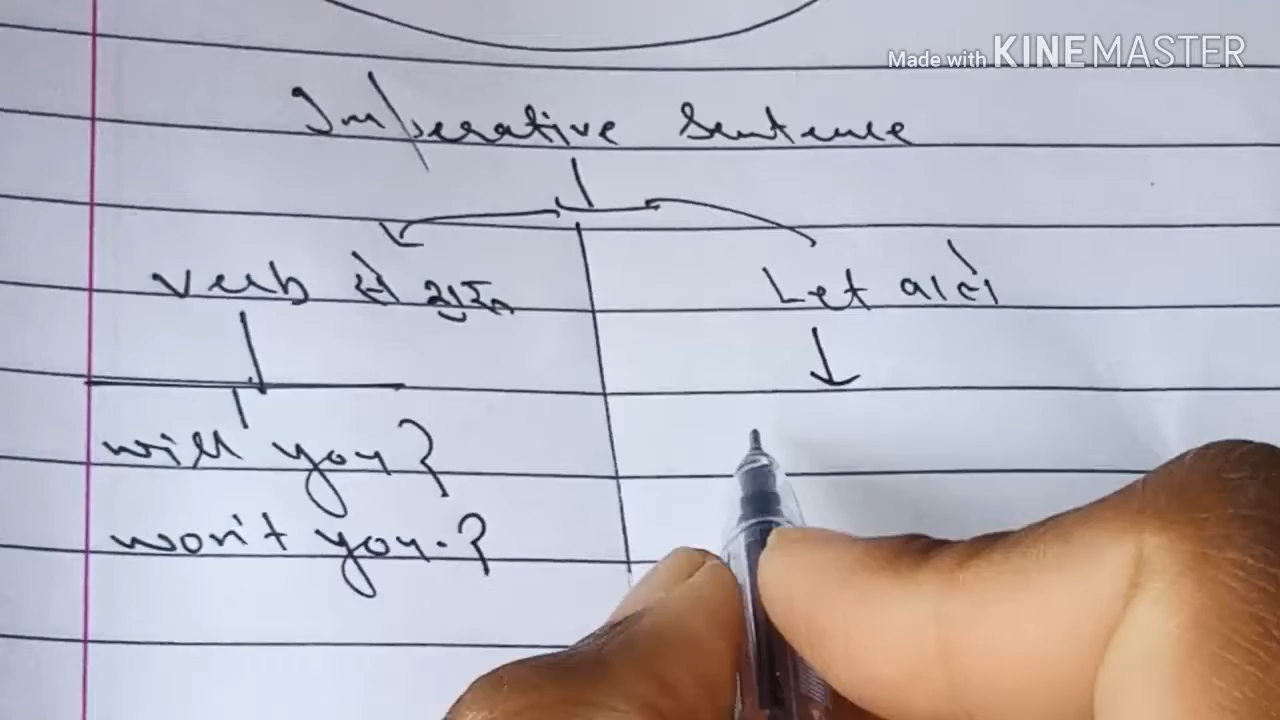 Made with KINEMASTER
Imperative Sentence
Verb से शुरू
Let वाले
will you?
won't you.?